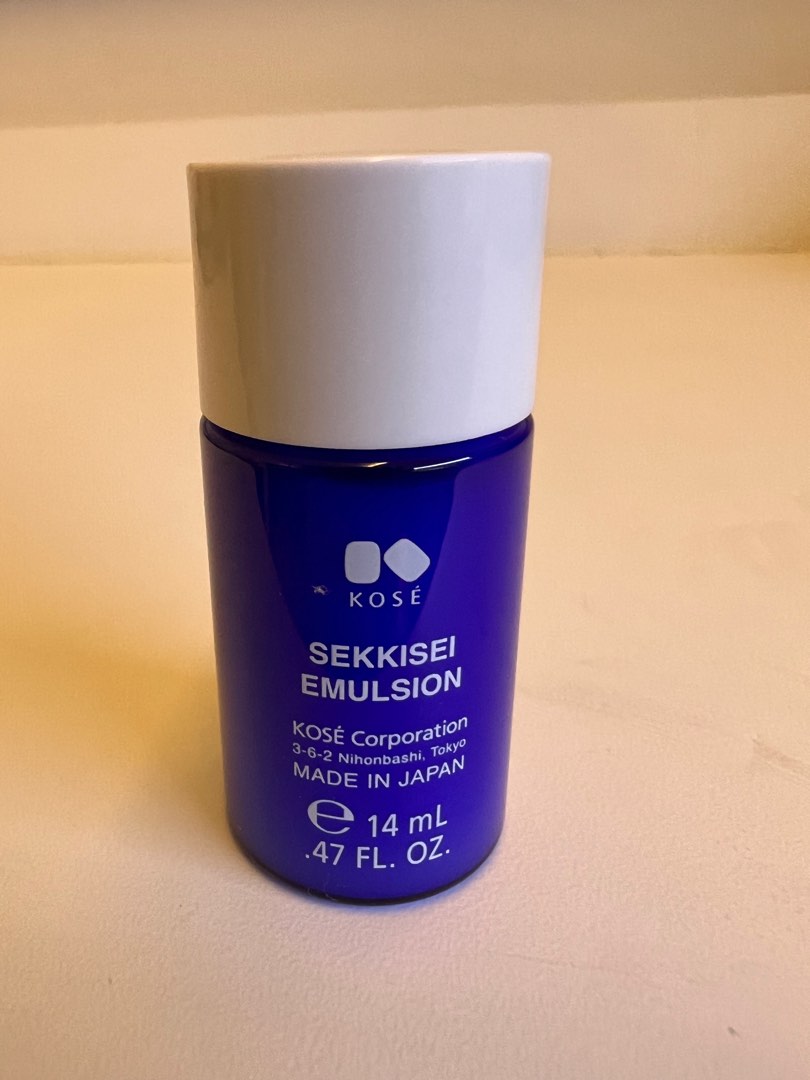 KOSÉ
SEKKISEI
EMULSION
KOSÉ Corporation
3-6-2 Nihonbashi, Tokyo
MADE IN JAPAN
℮ 14 mL
.47 FL. OZ.